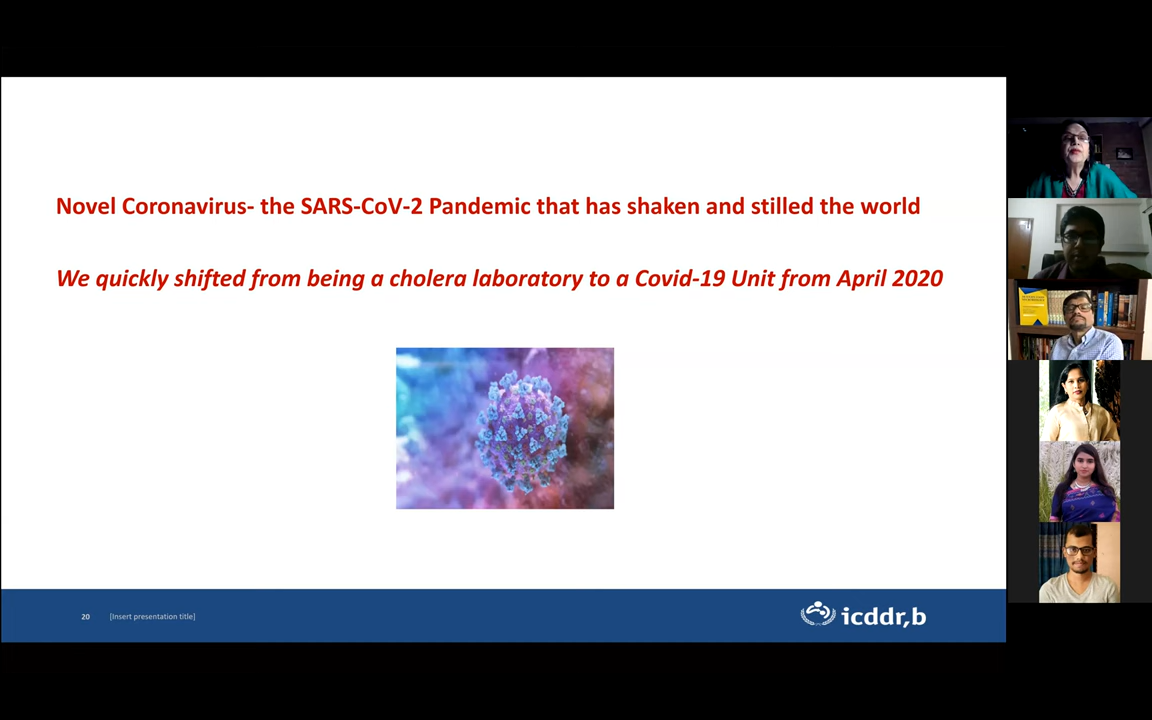 Novel Coronavirus- the SARS-CoV-2 Pandemic that has shaken and stilled the world
We quickly shifted from being a cholera laboratory to a Covid-19 Unit from April 2020
20 [Insert presentation title]
icddr,b